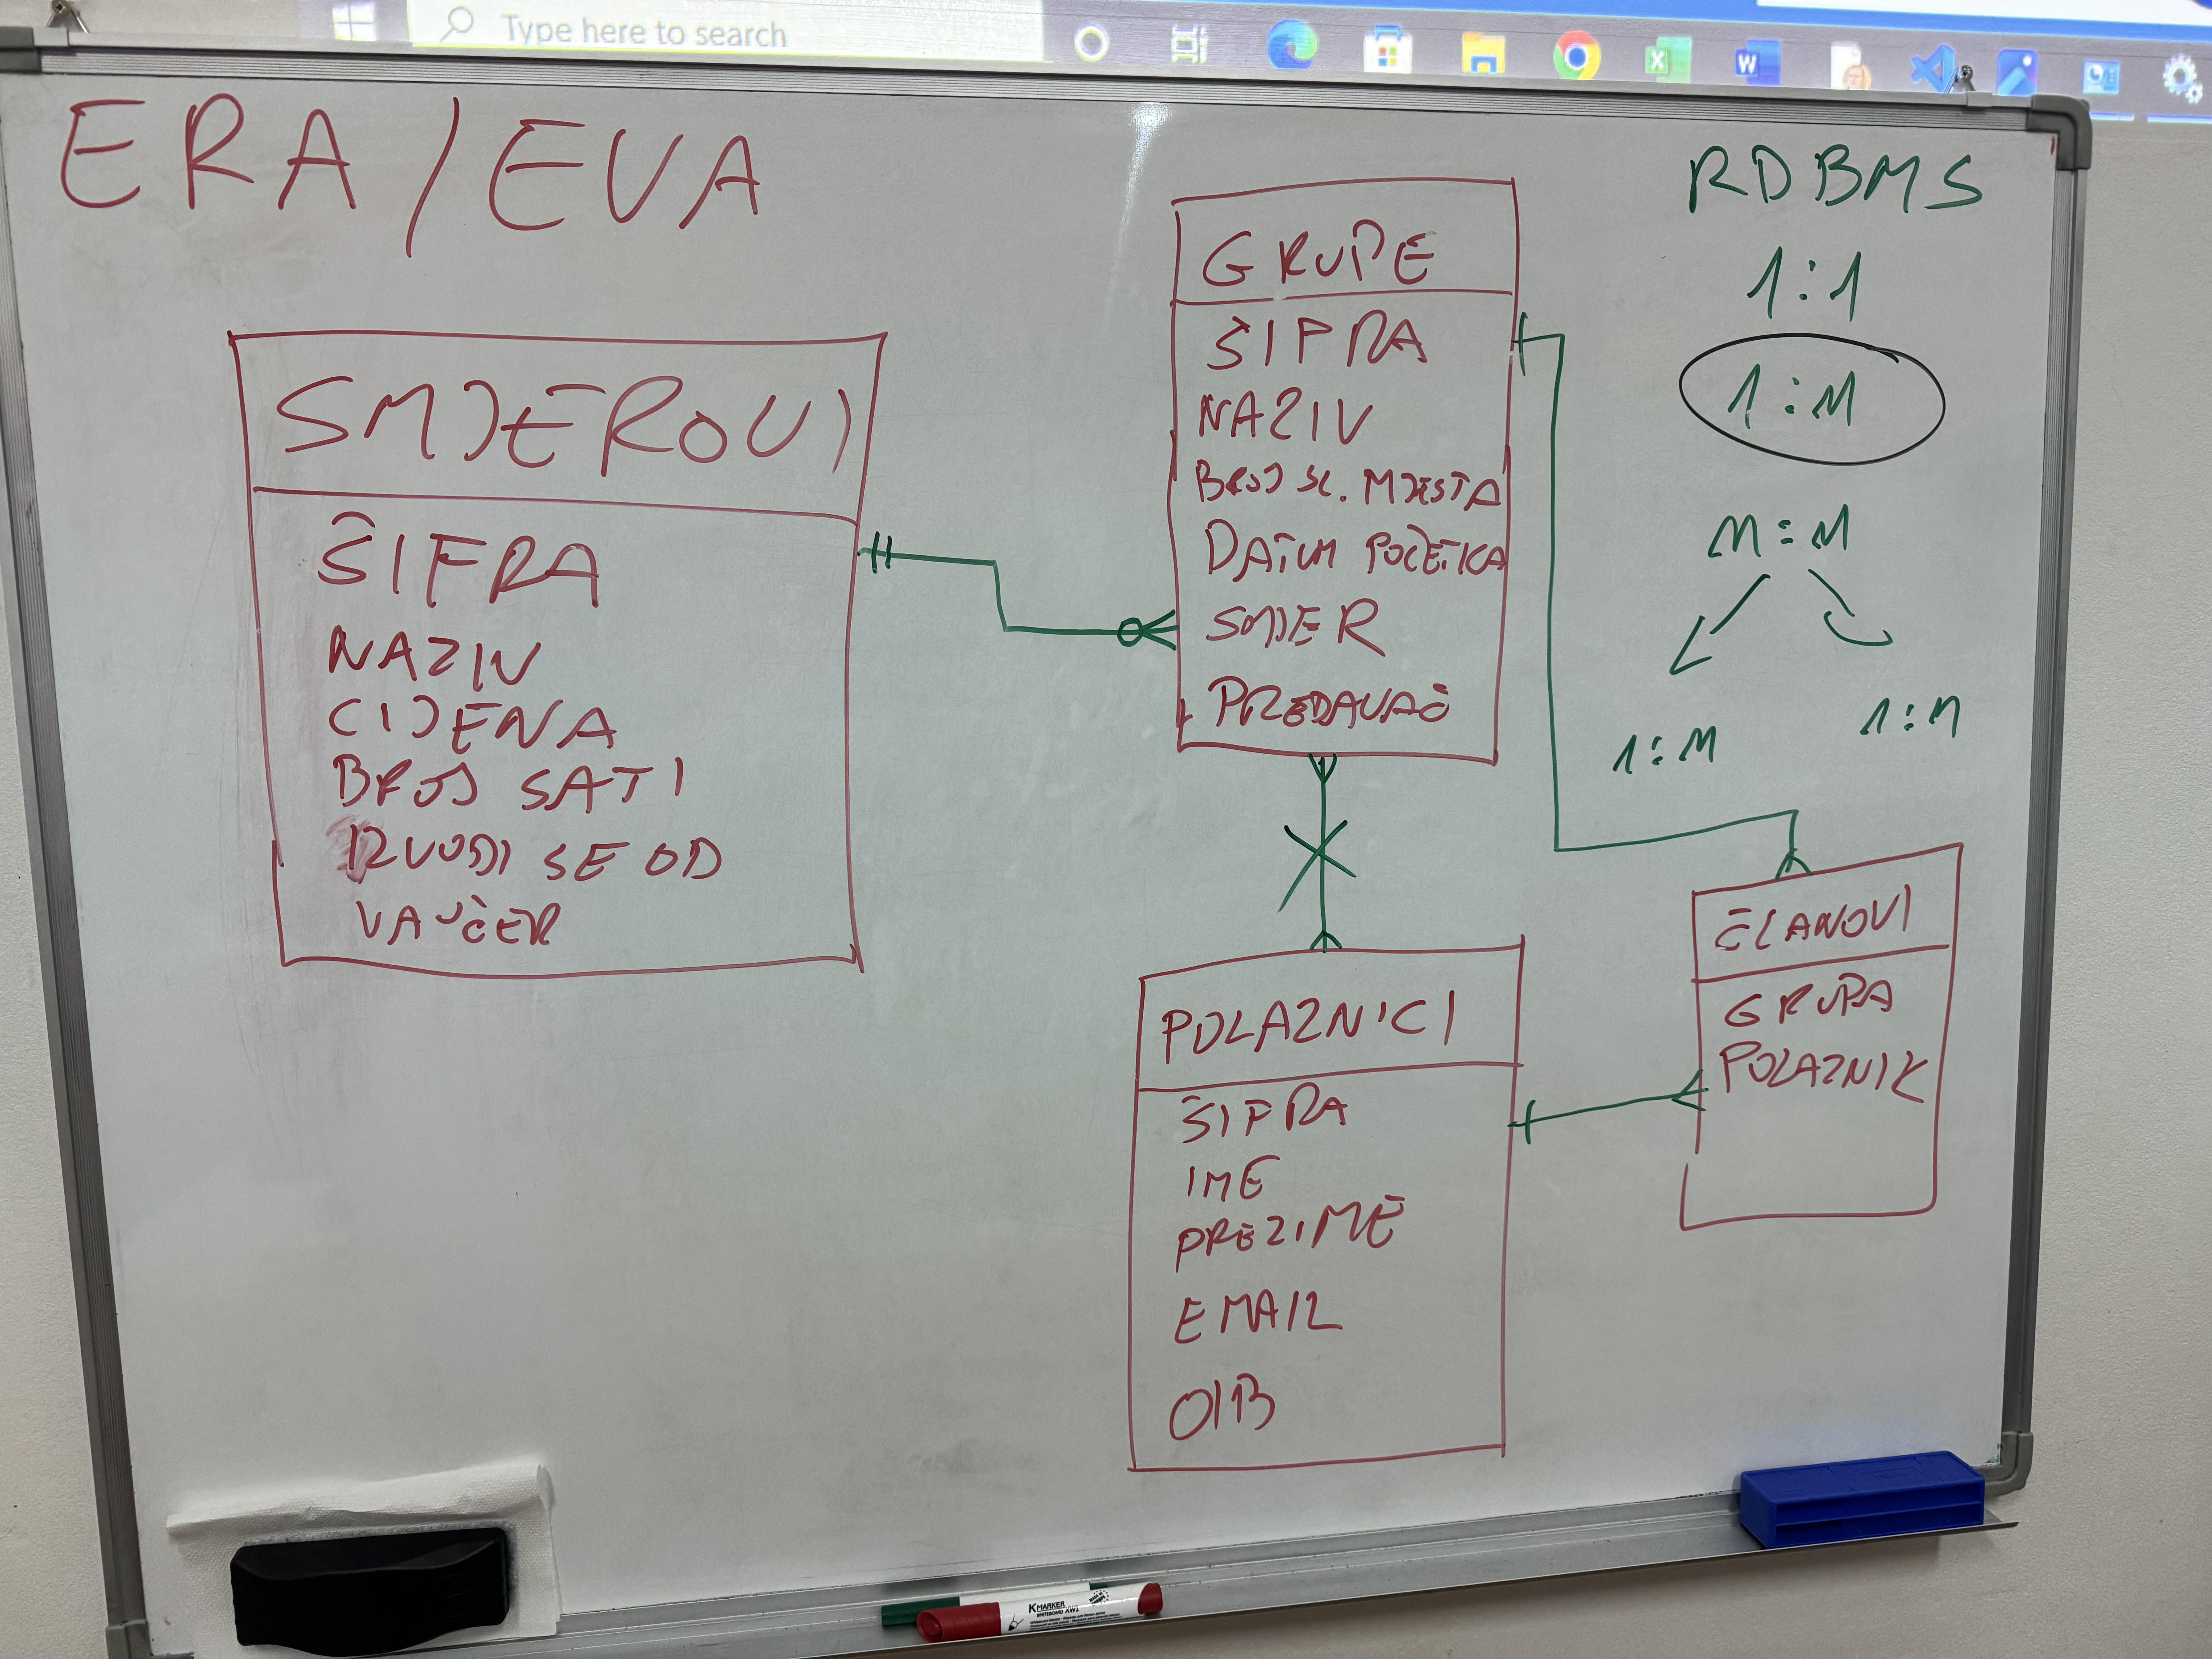 Type here to search
ERA/EVA
SMJEROVI
ŠIFRA
NAZIV
CIJENA
BROJ SATI
IZVODI SE OD
VAUČER
GRUPE
ŠIFRA
NAZIV
BROJ SL. MJESTA
DATUM POČETKA
SMJER
PREDAVAČ
POLAZNICI
ŠIFRA
IME
PREZIME
EMAIL
OIB
RDBMS
1:1
1:M
M:M
1:M
1:M
ČLANOVI
GRUPA
POLAZNIK
K MARKER